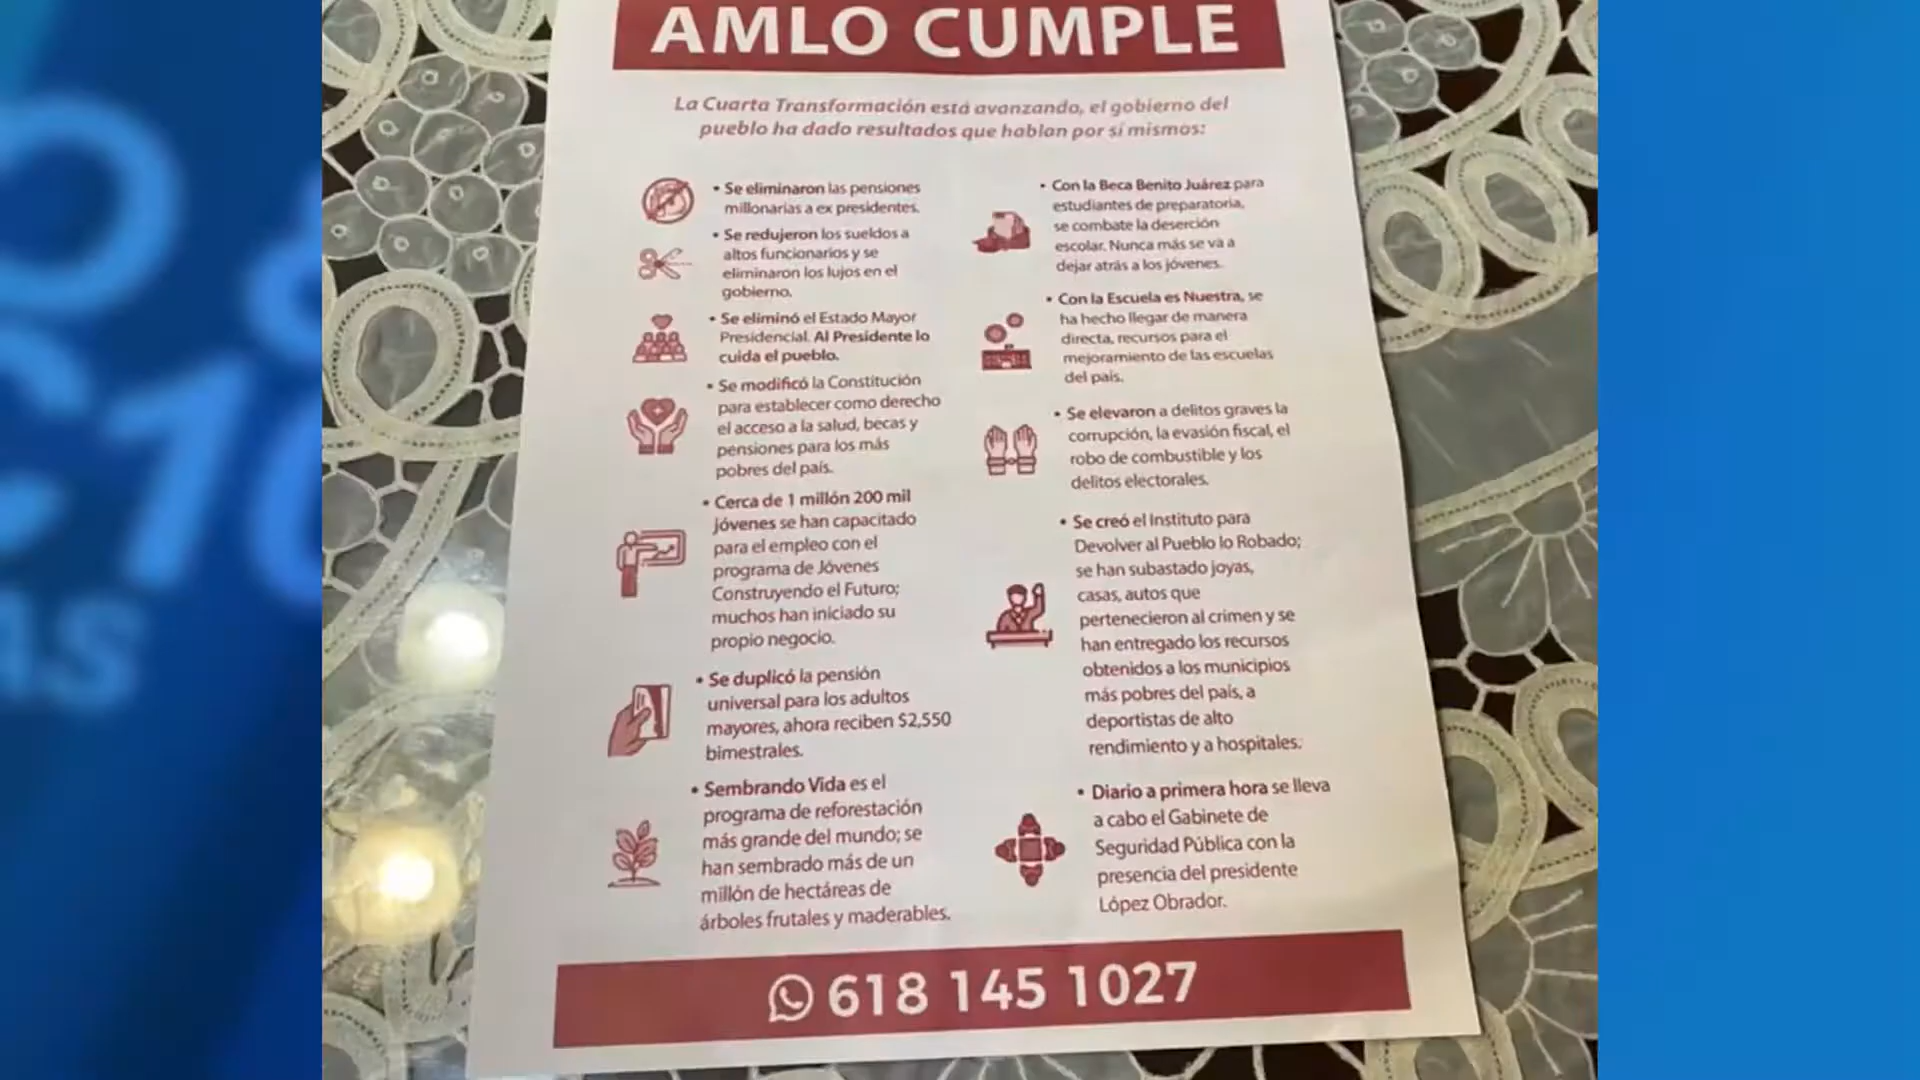 AMLO CUMPLE
La Cuarta Transformación está avanzando, el gobierno del
pueblo ha dado resultados que hablan por sí mismos:
• Se eliminaron las pensiones
millonarias a ex presidentes.
• Se redujeron los sueldos a
altos funcionarios y se
eliminaron los lujos en el
gobierno.
• Se eliminó el Estado Mayor
Presidencial. Al Presidente lo
cuida el pueblo.
• Se modificó la Constitución
para establecer como derecho
el acceso a la salud, becas y
pensiones para los más
pobres del país.
• Cerca de 1 millón 200 mil
jóvenes se han capacitado
para el empleo con el
programa de Jóvenes
Construyendo el Futuro;
muchos han iniciado su
propio negocio.
• Se duplicó la pensión
universal para los adultos
mayores, ahora reciben $2,550
bimestrales.
• Sembrando Vida es el
programa de reforestación
más grande del mundo; se
han sembrado más de un
millón de hectáreas de
árboles frutales y maderables.
• Con la Beca Benito Juárez para
estudiantes de preparatoria,
se combate la deserción
escolar. Nunca más se va a
dejar atrás a los jóvenes.
• Con la Escuela es Nuestra, se
ha hecho llegar de manera
directa, recursos para el
mejoramiento de las escuelas
del país.
• Se elevaron a delitos graves la
corrupción, la evasión fiscal, el
robo de combustible y los
delitos electorales.
• Se creó el Instituto para
Devolver al Pueblo lo Robado;
se han subastado joyas,
casas, autos que
pertenecieron al crimen y se
han entregado los recursos
obtenidos a los municipios
más pobres del país, a
deportistas de alto
rendimiento y a hospitales.
• Diario a primera hora se lleva
a cabo el Gabinete de
Seguridad Pública con la
presencia del presidente
López Obrador.
618 145 1027